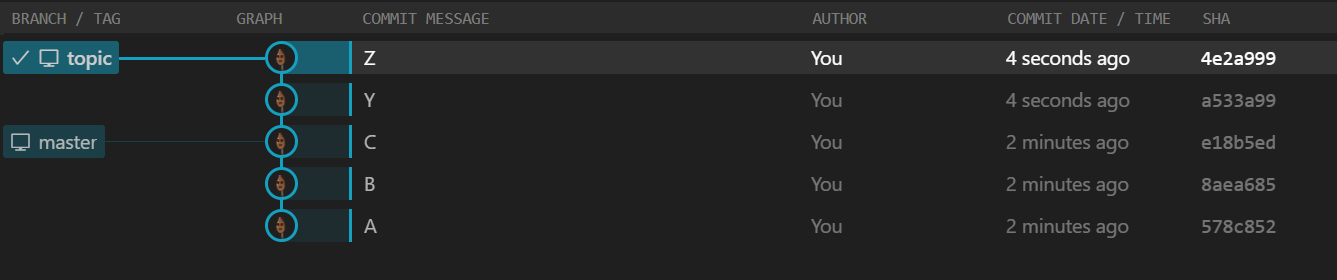 BRANCH / TAG GRAPH COMMIT MESSAGE AUTHOR COMMIT DATE / TIME SHA
topic Z You 4 seconds ago 4e2a999
Y You 4 seconds ago a533a99
master C You 2 minutes ago e18b5ed
B You 2 minutes ago 8aea685
A You 2 minutes ago 578c852